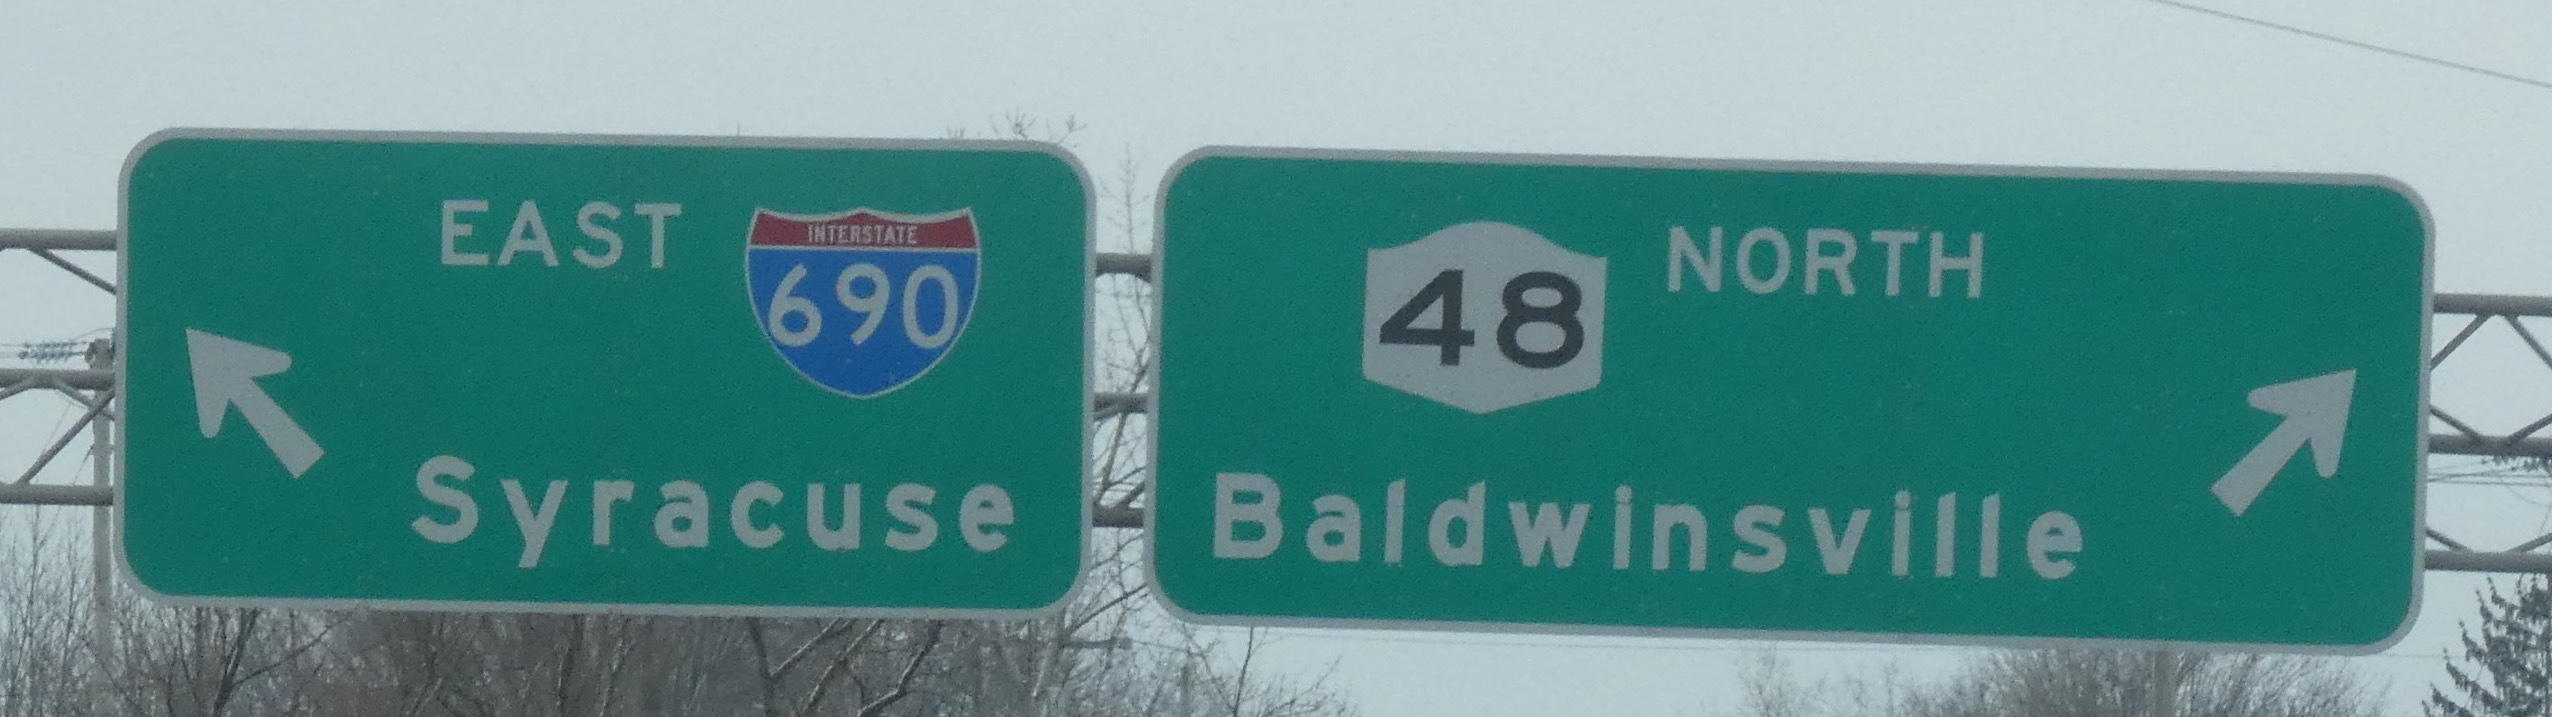 EAST
INTERSTATE
690
Syracuse
48
NORTH
Baldwinsville